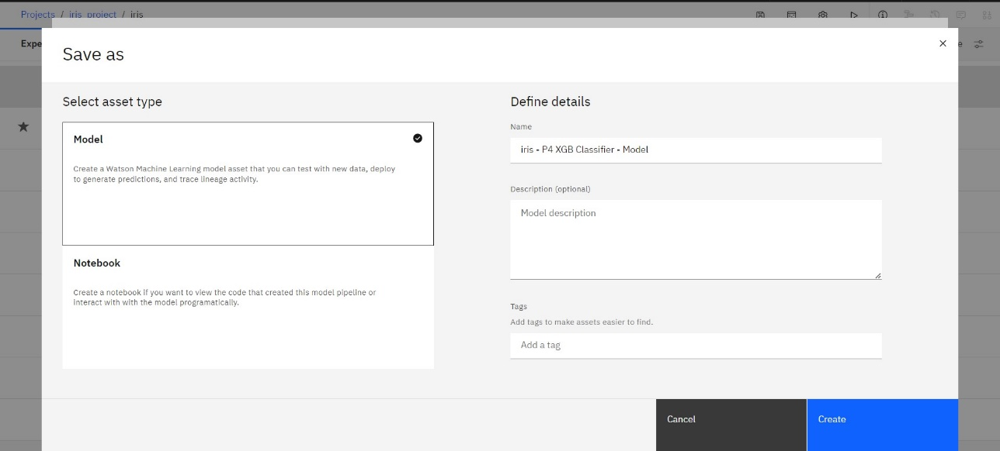 Projects / iris_project / iris
Expe
e
Save as
Select asset type
Model
Create a Watson Machine Learning model asset that you can test with new data, deploy
to generate predictions, and trace lineage activity.
Notebook
Create a notebook if you want to view the code that created this model pipeline or
interact with with the model programatically.
Define details
Name
iris - P4 XGB Classifier - Model
Description (optional)
Model description
Tags
Add tags to make assets easier to find.
Add a tag
Cancel
Create